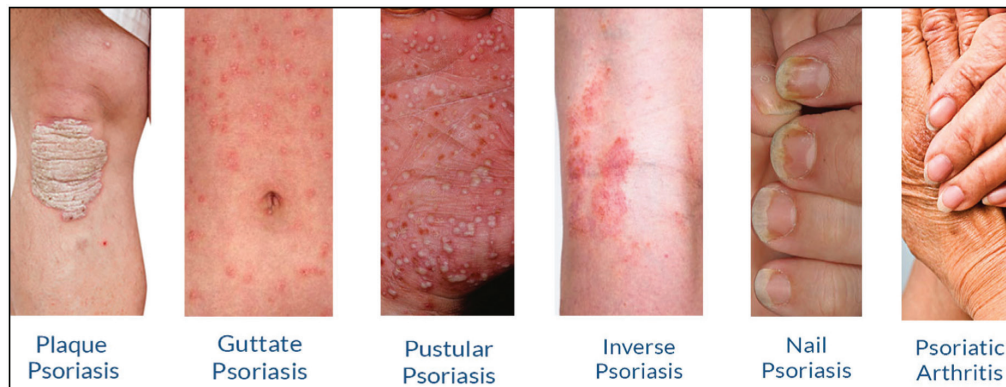 Plaque
Psoriasis
Guttate
Psoriasis
Pustular
Psoriasis
Inverse
Psoriasis
Nail
Psoriasis
Psoriatic
Arthritis